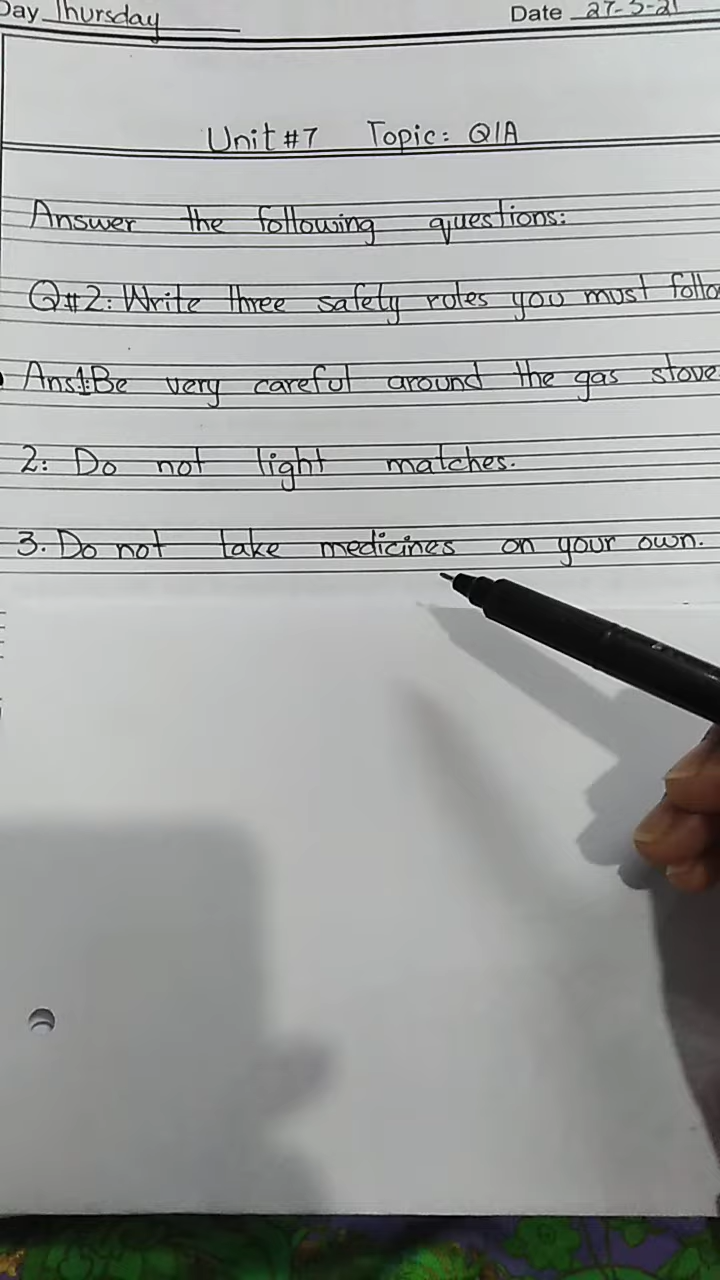 Day Thursday Date 27-5-21
Unit #7 Topic: Q/A
Answer the following questions:
Q#2: Write three safety rules you must follo
Ans1: Be very careful around the gas stove
2: Do not light matches.
3. Do not take medicines on your own.